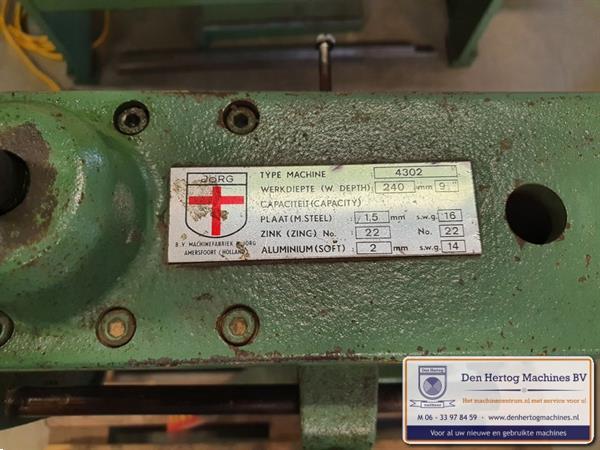 JÖRG
B.V. MACHINEFABRIEK JÖRG
AMERSFOORT / HOLLAND
TYPE MACHINE 4302
WERKDIEPTE (W. DEPTH) 240 mm 9"
CAPACITEIT(CAPACITY)
PLAAT(M.STEEL) : 1,5 mm s.w.g. 16
ZINK (ZING) No. : 22 No. 22
ALUMINIUM(SOFT) : 2 mm s.w.g. 14
Den Hertog Machines BV
Het machinecentrum.nl met service voor u!
M 06 - 33 97 84 59 - www.denhertogmachines.nl
Voor al uw nieuwe en gebruikte machines